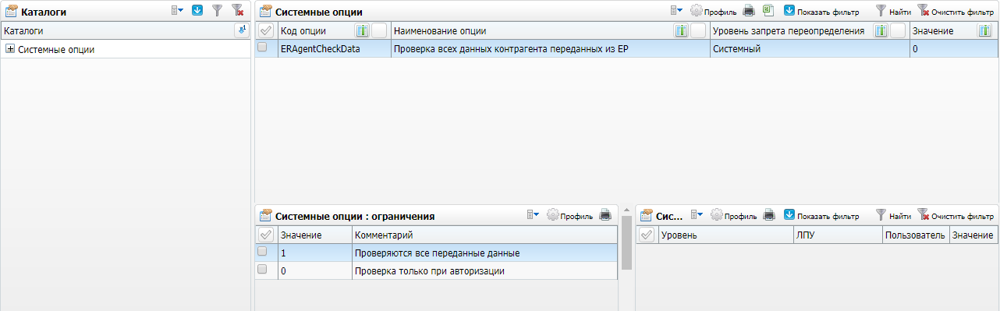 Каталоги
Каталоги
Системные опции
Системные опции Профиль Показать фильтр Найти Очистить фильтр
Код опции Наименование опции Уровень запрета переопределения Значение
ERAgentCheckData Проверка всех данных контрагента переданных из ЕР Системный 0
Системные опции : ограничения Профиль
Значение Комментарий
1 Проверяются все переданные данные
0 Проверка только при авторизации
Сис... Профиль Показать фильтр Найти Очистить фильтр
Уровень ЛПУ Пользователь Значение